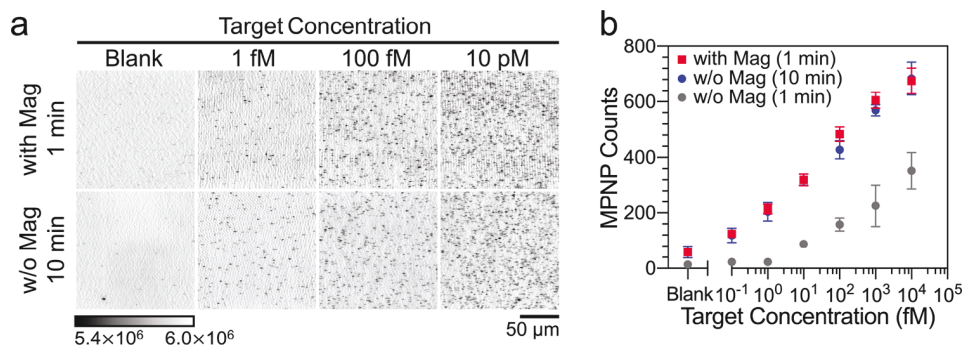 a
Target Concentration
Blank 1 fM 100 fM 10 pM
with Mag
1 min
w/o Mag
10 min
5.4×10⁶ 6.0×10⁶
50 µm
b
800
600
400
200
0
MPNP Counts
with Mag (1 min)
w/o Mag (10 min)
w/o Mag (1 min)
Blank 10⁻¹ 10⁰ 10¹ 10² 10³ 10⁴ 10⁵
Target Concentration (fM)